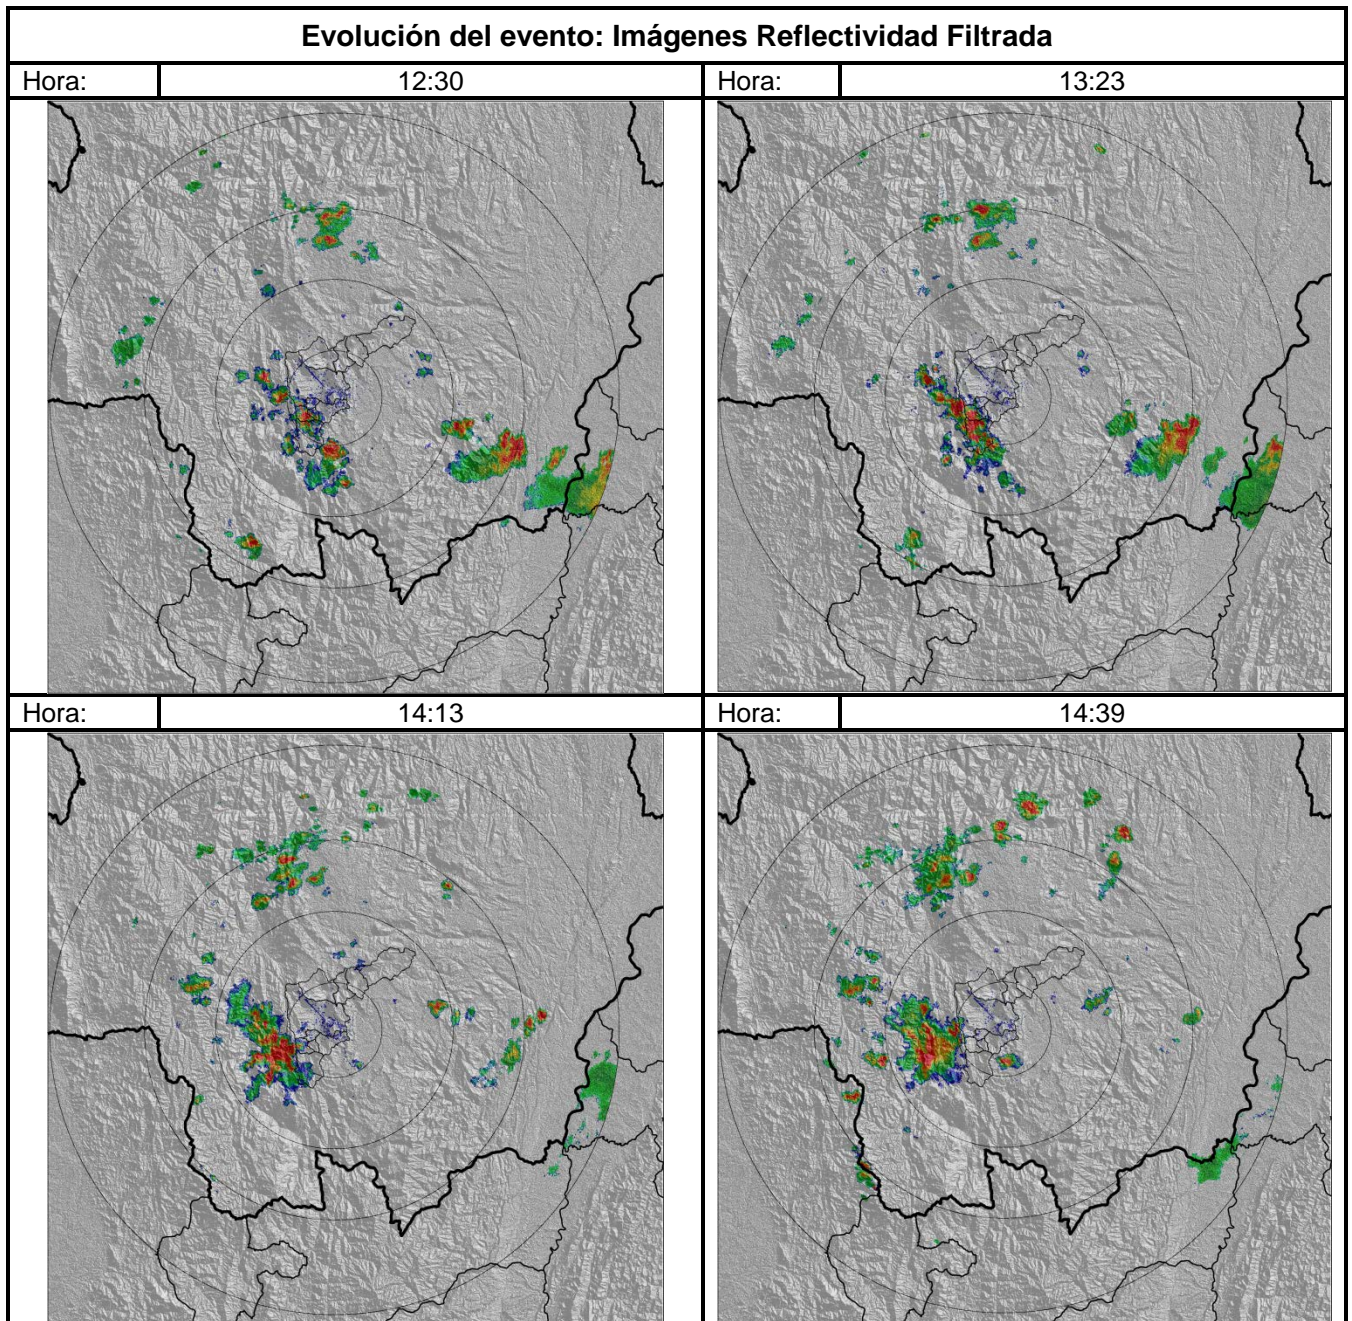 Evolución del evento: Imágenes Reflectividad Filtrada
Hora: 12:30 Hora: 13:23
Hora: 14:13 Hora: 14:39